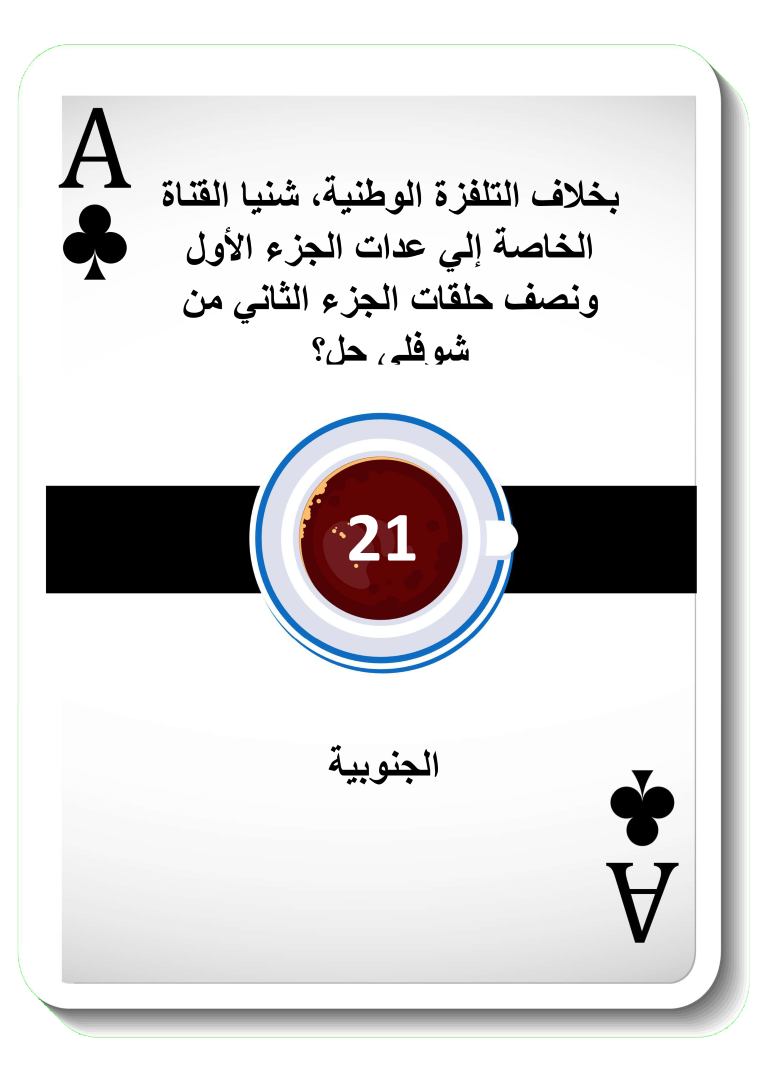 A
بخلاف التلفزة الوطنية، شنيا القناة
الخاصة إلي عدات الجزء الأول
ونصف حلقات الجزء الثاني من
شوفلي حل؟
21
الجنوبية
A